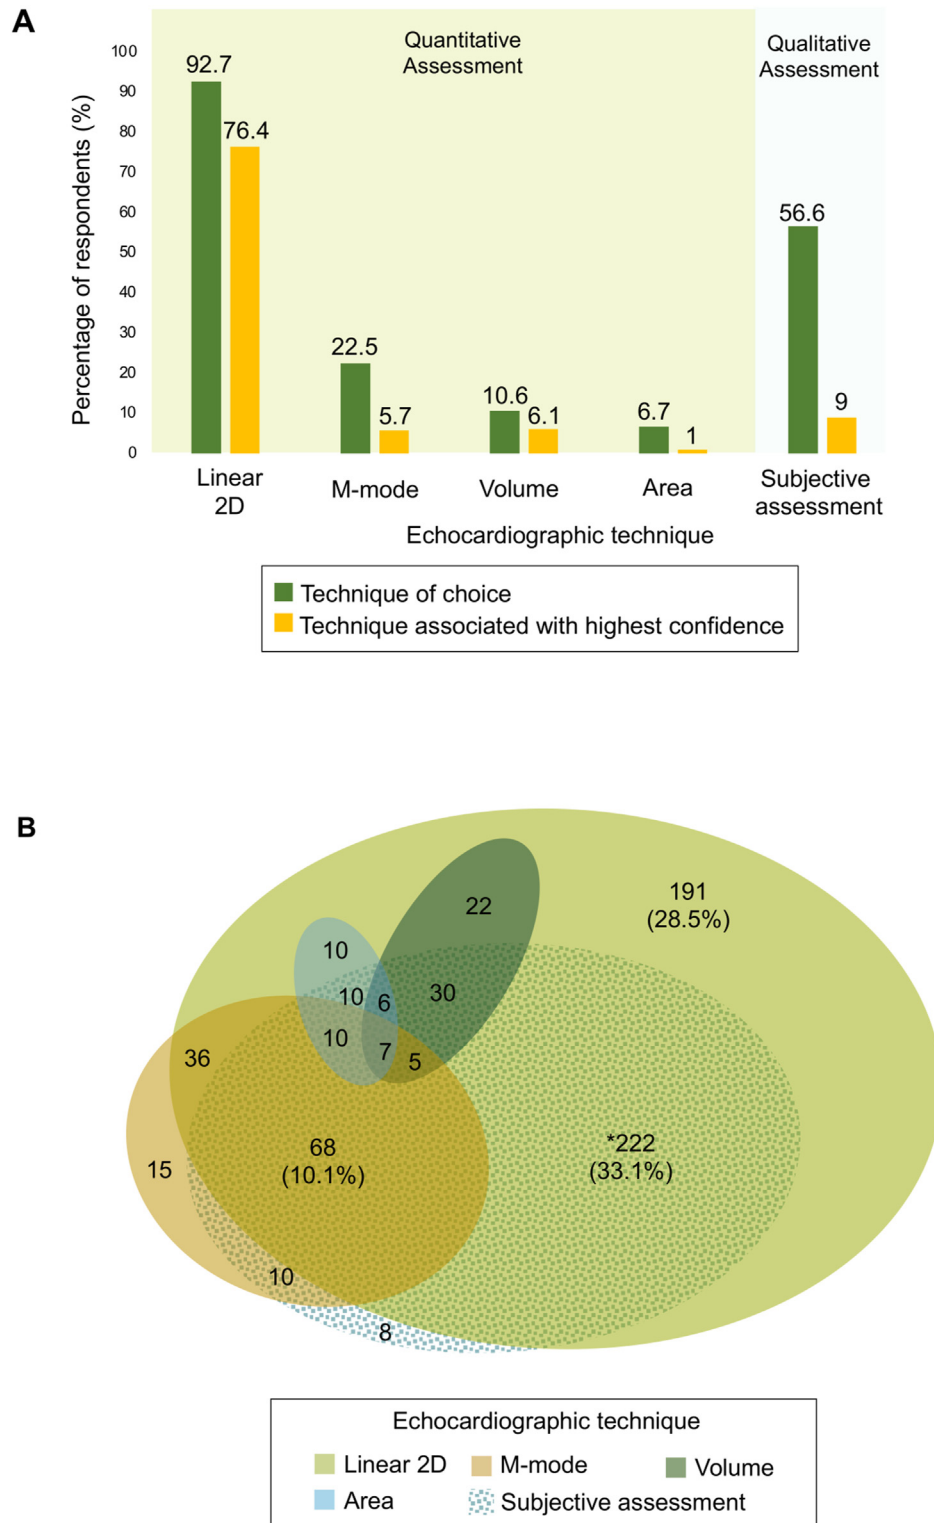 A
Quantitative
Assessment
Qualitative
Assessment
Percentage of respondents (%)
100
90
80
70
60
50
40
30
20
10
0
92.7
76.4
22.5
5.7
10.6
6.1
6.7
1
56.6
9
Linear
2D
M-mode
Volume
Area
Subjective
assessment
Echocardiographic technique
Technique of choice
Technique associated with highest confidence
B
191
(28.5%)
22
10
10
6
30
10
7
5
36
68
(10.1%)
*222
(33.1%)
15
10
8
Echocardiographic technique
Linear 2D
M-mode
Volume
Area
Subjective assessment